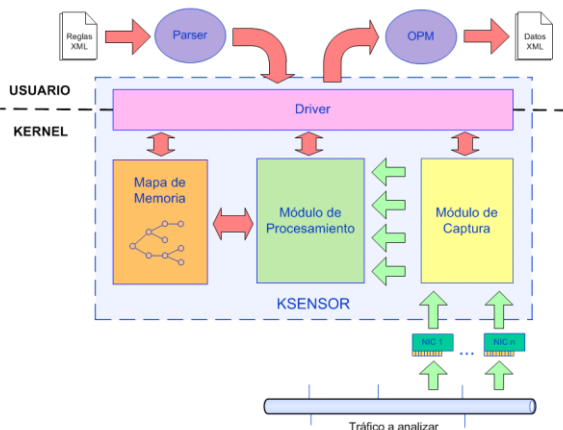 Reglas
XML
Parser
OPM
Datos
XML
USUARIO
KERNEL
Driver
Mapa de
Memoria
Módulo de
Procesamiento
Módulo de
Captura
KSENSOR
NIC 1
...
NIC n
Tráfico a analizar